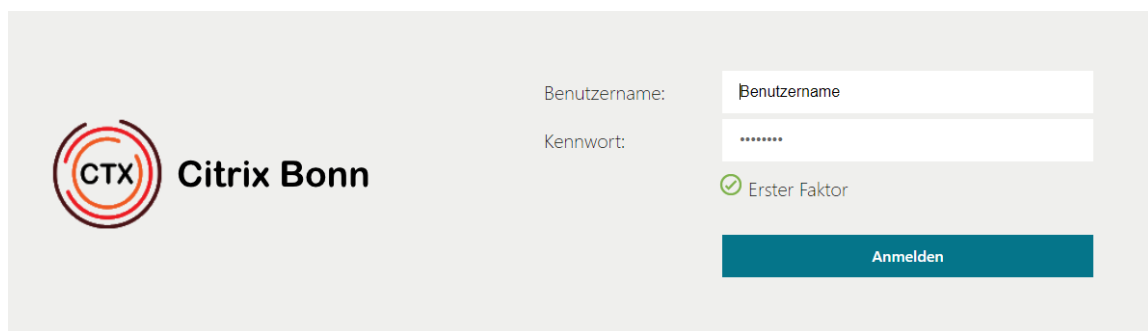 Benutzername: Benutzername
Kennwort: ••••••••
CTX Citrix Bonn
Erster Faktor
Anmelden